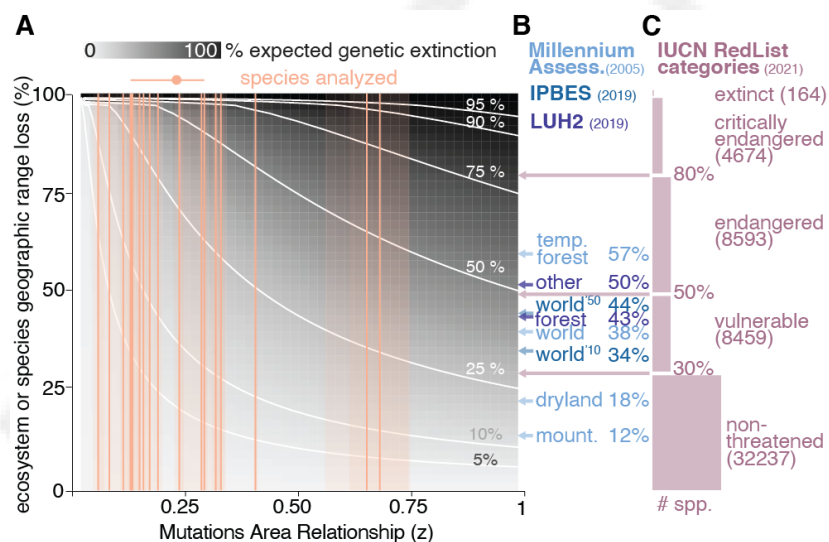 A
B
C
0 100 % expected genetic extinction
species analyzed
ecosystem or species geographic range loss (%)
100
75
50
25
0
95 %
90 %
75 %
50 %
25 %
10%
5%
0.25
0.50
0.75
1
Mutations Area Relationship (z)
Millennium
Assess.(2005)
IPBES (2019)
LUH2 (2019)
temp.
forest 57%
other 50%
world'50 44%
forest 43%
world 38%
world'10 34%
dryland 18%
mount. 12%
IUCN RedList
categories (2021)
extinct (164)
critically
endangered
(4674)
80%
endangered
(8593)
50%
vulnerable
(8459)
30%
non-
threatened
(32237)
# spp.